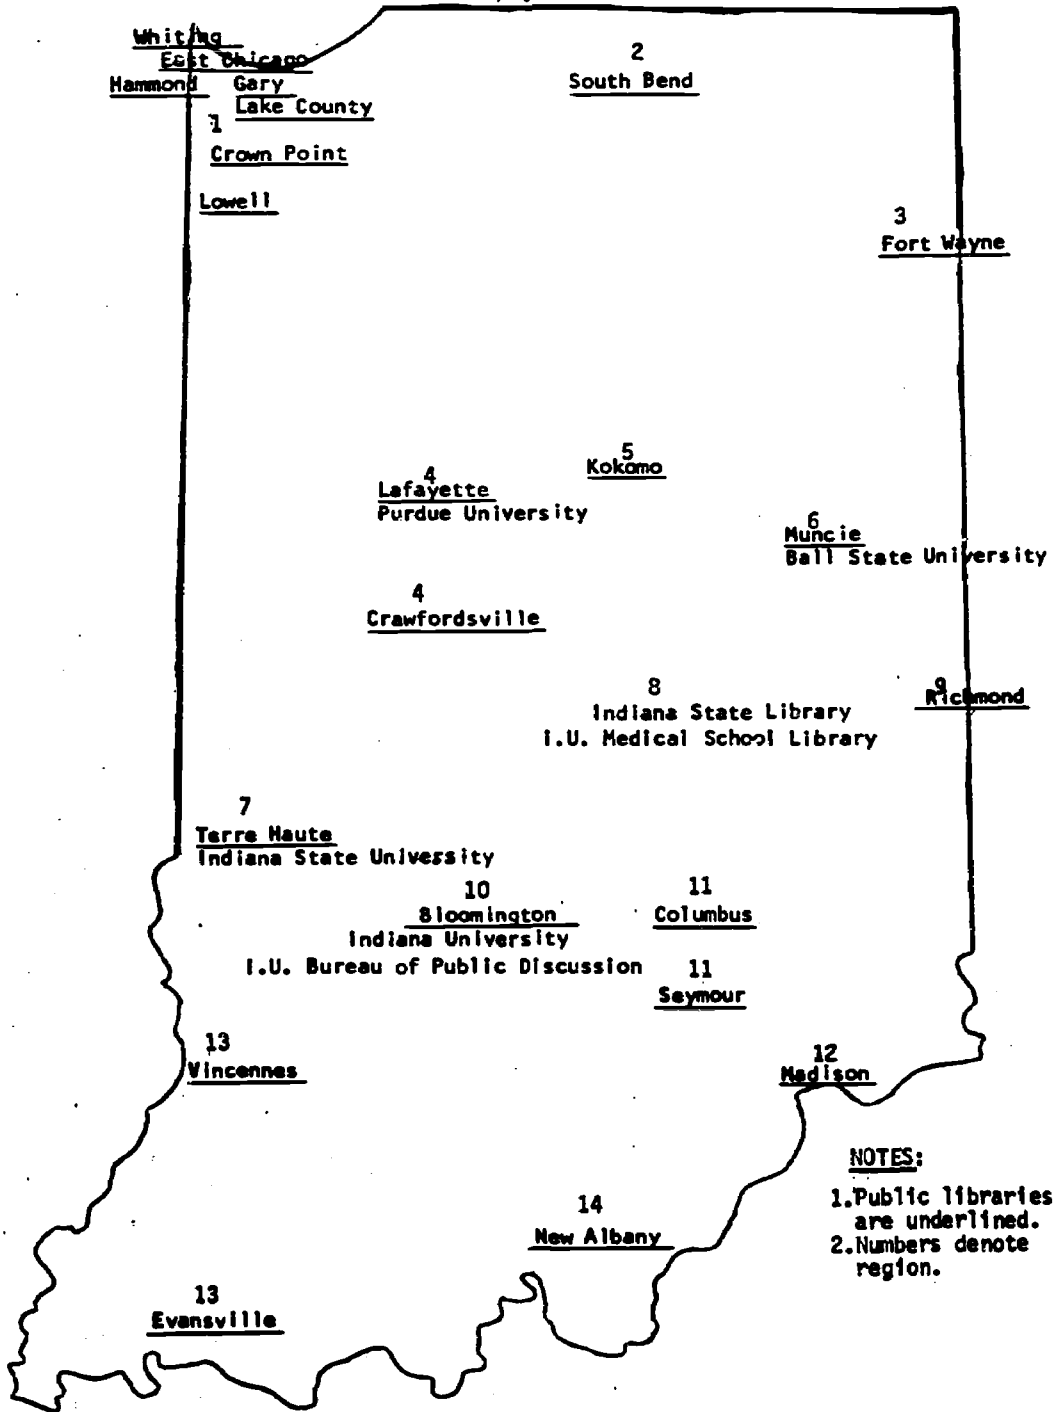 Whiting
East Chicago
Hammond Gary
Lake County
1
Crown Point
Lowell
2
South Bend
3
Fort Wayne
4
Lafayette
Purdue University
5
Kokomo
6
Muncie
Ball State University
4
Crawfordsville
8
Indiana State Library
I.U. Medical School Library
9
Richmond
7
Terre Haute
Indiana State University
10
Bloomington
Indiana University
I.U. Bureau of Public Discussion
11
Columbus
11
Seymour
13
Vincennes
12
Madison
14
New Albany
13
Evansville
NOTES:
1.Public libraries
are underlined.
2.Numbers denote
region.